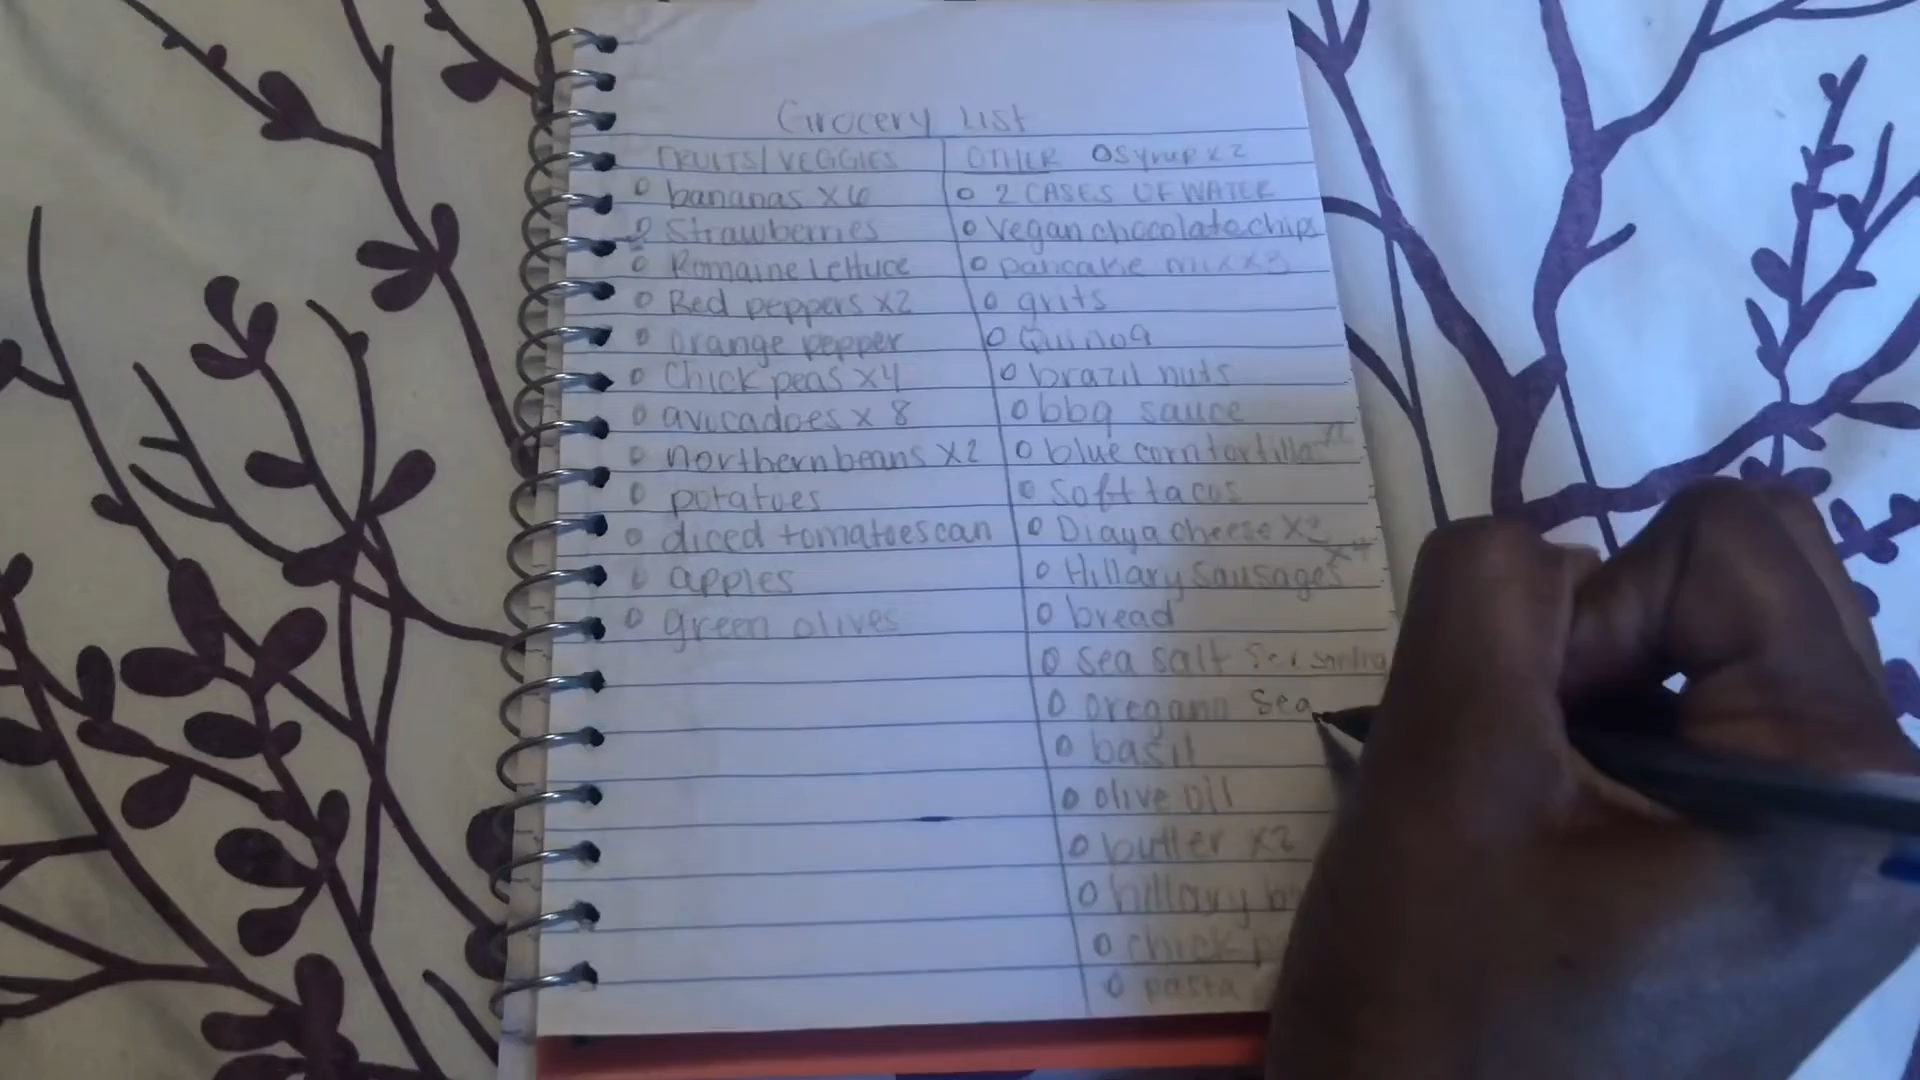 Grocery List
FRUITS/VEGGIES
bananas x6
Strawberries
Romaine Lettuce
Red peppers x2
orange pepper
Chick peas x4
avocadoes x 8
northern beans x2
potatoes
diced tomatoes can
apples
green olives
OTHER Syrup x2
2 CASES OF WATER
Vegan chocolate chips
pancake mix x3
grits
Quinoa
brazil nuts
bbq sauce
blue corn tortilla
Soft tacos
Diaya cheese x2
Hillary Sausages x4
bread
Sea salt
oregano Sea
basil
olive oil
butter x2
hillary
chick
pasta